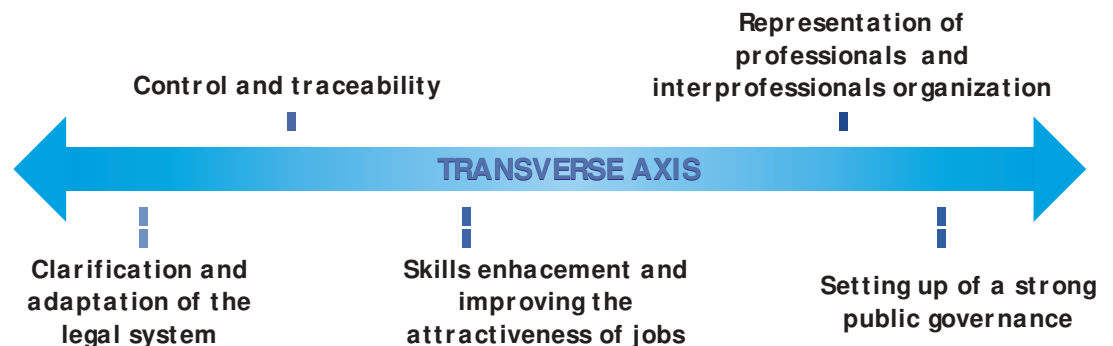 Representation of
professionals and
interprofessionals organization
Control and traceability
TRANSVERSE AXIS
Clarification and
adaptation of the
legal system
Skills enhacement and
improving the
attractiveness of jobs
Setting up of a strong
public governance